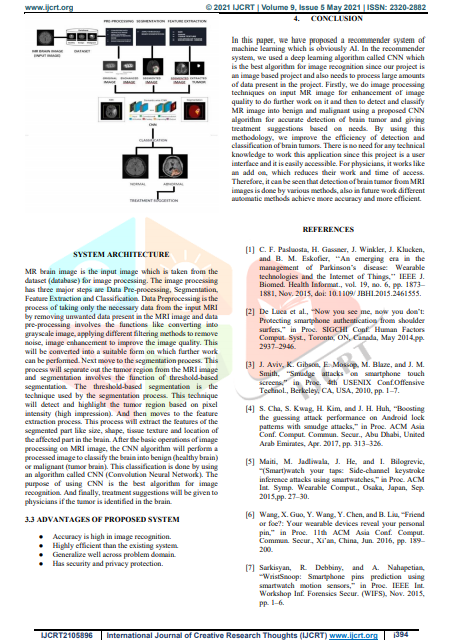 www.ijcrt.org
© 2021 IJCRT | Volume 9, Issue 5 May 2021 | ISSN: 2320-2882
PRE-PROCESSING SEGMENTATION FEATURE EXTRACTION
MR BRAIN IMAGE
(INPUT IMAGE)
DATASET
ORIGINAL
IMAGE
ENHANCED
IMAGE
SEGMENTED
IMAGE
SEGMENTED
IMAGE
EXTRACTED
TUMOR
CNN
CLASSIFICATION
NORMAL
ABNORMAL
TREATMENT SUGGESTION
SYSTEM ARCHITECTURE
MR brain image is the input image which is taken from the
dataset (database) for image processing. The image processing
has three major steps are Data Pre-processing, Segmentation,
Feature Extraction and Classification. Data Preprocessing is the
process of taking only the necessary data from the input MRI
by removing unwanted data present in the MRI image and data
pre-processing involves the functions like converting into
grayscale image, applying different filtering methods to remove
noise, image enhancement to improve the image quality. This
will be converted into a suitable form on which further work
can be performed. Next move to the segmentation process. This
process will separate out the tumor region from the MRI image
and segmentation involves the function of threshold-based
segmentation. The threshold-based segmentation is the
technique used by the segmentation process. This technique
will detect and highlight the tumor region based on pixel
intensity (high impression). And then moves to the feature
extraction process. This process will extract the features of the
segmented part like size, shape, tissue texture and location of
the affected part in the brain. After the basic operations of image
processing on MRI image, the CNN algorithm will perform a
processed image to classify the brain into benign (healthy brain)
or malignant (tumor brain). This classification is done by using
an algorithm called CNN (Convolution Neural Network). The
purpose of using CNN is the best algorithm for image
recognition. And finally, treatment suggestions will be given to
physicians if the tumor is identified in the brain.
3.3 ADVANTAGES OF PROPOSED SYSTEM
• Accuracy is high in image recognition.
• Highly efficient than the existing system.
• Generalize well across problem domain.
• Has security and privacy protection.
4. CONCLUSION
In this paper, we have proposed a recommender system of
machine learning which is obviously AI. In the recommender
system, we used a deep learning algorithm called CNN which
is the best algorithm for image recognition since our project is
an image based project and also needs to process large amounts
of data present in the project. Firstly, we do image processing
techniques on input MR image for enhancement of image
quality to do further work on it and then to detect and classify
MR image into benign and malignant using a proposed CNN
algorithm for accurate detection of brain tumor and giving
treatment suggestions based on needs. By using this
methodology, we improve the efficiency of detection and
classification of brain tumors. There is no need for any technical
knowledge to work this application since this project is a user
interface and it is easily accessible. For physicians, it works like
an add on, which reduces their work and time of access.
Therefore, it can be seen that detection of brain tumor from MRI
images is done by various methods, also in future work different
automatic methods achieve more accuracy and more efficient.
REFERENCES
[1] C. F. Pasluosta, H. Gassner, J. Winkler, J. Klucken,
and B. M. Eskofier, ‘‘An emerging era in the
management of Parkinson’s disease: Wearable
technologies and the Internet of Things,’’ IEEE J.
Biomed. Health Informat., vol. 19, no. 6, pp. 1873–
1881, Nov. 2015, doi: 10.1109/ JBHI.2015.2461555.
[2] De Luca et al., “Now you see me, now you don’t:
Protecting smartphone authentication from shoulder
surfers,” in Proc. SIGCHI Conf. Human Factors
Comput. Syst., Toronto, ON, Canada, May 2014,pp.
2937–2946.
[3] J. Aviv, K. Gibson, E. Mossop, M. Blaze, and J. M.
Smith, “Smudge attacks on smartphone touch
screens,” in Proc. 4th USENIX Conf.Offensive
Technol., Berkeley, CA, USA, 2010, pp. 1–7.
[4] S. Cha, S. Kwag, H. Kim, and J. H. Huh, “Boosting
the guessing attack performance on Android lock
patterns with smudge attacks,” in Proc. ACM Asia
Conf. Comput. Commun. Secur., Abu Dhabi, United
Arab Emirates, Apr. 2017, pp. 313–326.
[5] Maiti, M. Jadliwala, J. He, and I. Bilogrevic,
“(Smart)watch your taps: Side-channel keystroke
inference attacks using smartwatches,” in Proc. ACM
Int. Symp. Wearable Comput., Osaka, Japan, Sep.
2015,pp. 27–30.
[6] Wang, X. Guo, Y. Wang, Y. Chen, and B. Liu, “Friend
or foe?: Your wearable devices reveal your personal
pin,” in Proc. 11th ACM Asia Conf. Comput.
Commun. Secur., Xi’an, China, Jun. 2016, pp. 189–
200.
[7] Sarkisyan, R. Debbiny, and A. Nahapetian,
“WristSnoop: Smartphone pins prediction using
smartwatch motion sensors,” in Proc. IEEE Int.
Workshop Inf. Forensics Secur. (WIFS), Nov. 2015,
pp. 1–6.
IJCRT2105896
International Journal of Creative Research Thoughts (IJCRT) www.ijcrt.org
j394